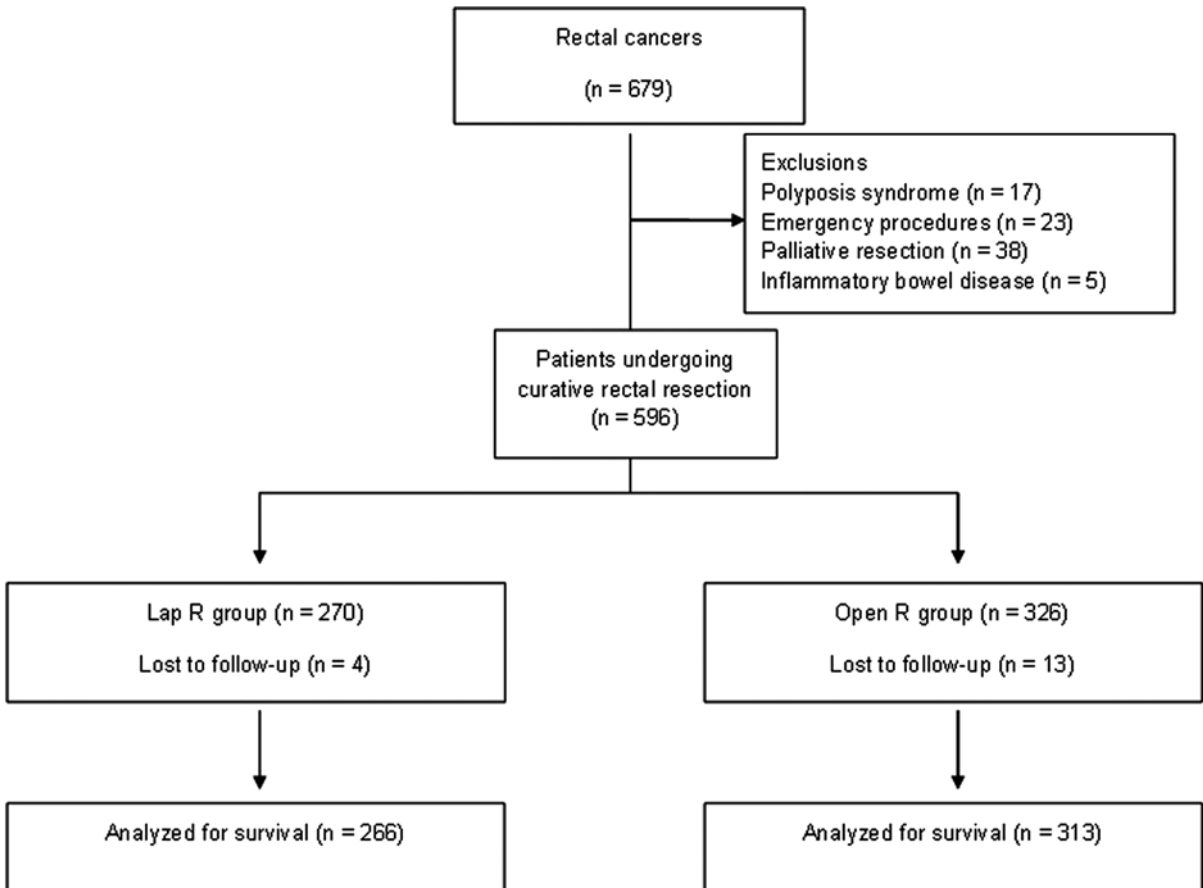 Rectal cancers
(n = 679)
Exclusions
Polyposis syndrome (n = 17)
Emergency procedures (n = 23)
Palliative resection (n = 38)
Inflammatory bowel disease (n = 5)
Patients undergoing
curative rectal resection
(n = 596)
Lap R group (n = 270)
Lost to follow-up (n = 4)
Open R group (n = 326)
Lost to follow-up (n = 13)
Analyzed for survival (n = 266)
Analyzed for survival (n = 313)